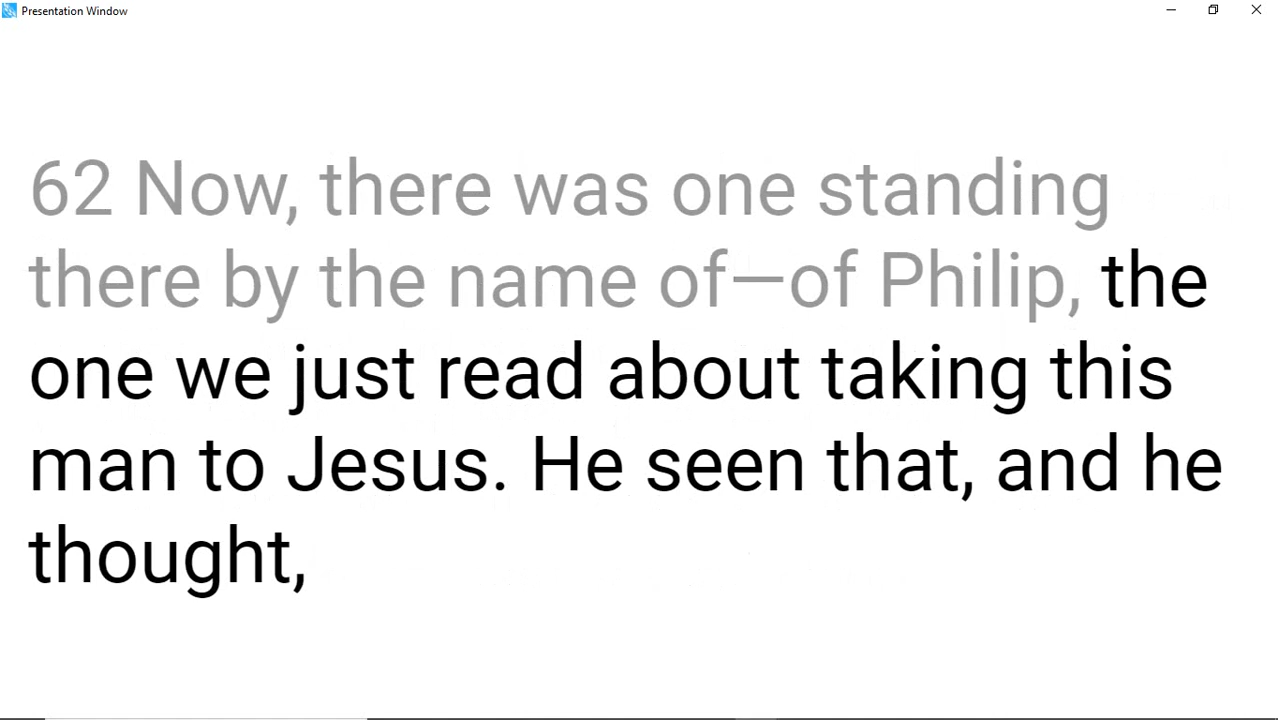 Presentation Window
62 Now, there was one standing
there by the name of—of Philip, the
one we just read about taking this
man to Jesus. He seen that, and he
thought,